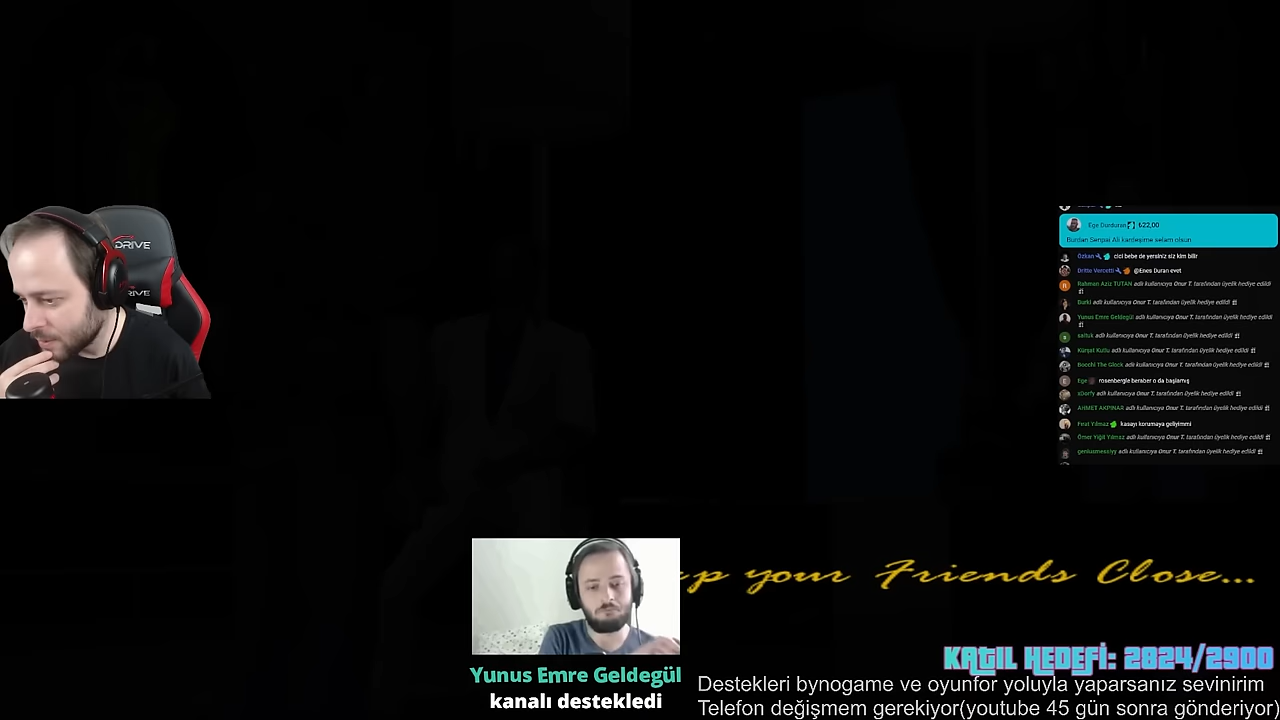 DRIVE
DRIVE
Ege Durduran ₺622,00
Burdan Senpai Ali kardeşime selam olsun
Özkan cici bebe de yersiniz siz kim bilir
Dritte Vercetti @Enes Duran evet
Rahman Aziz TUTAN adlı kullanıcıya Onur T. tarafından üyelik hediye edildi
Burki adlı kullanıcıya Onur T. tarafından üyelik hediye edildi
Yunus Emre Geldegül adlı kullanıcıya Onur T. tarafından üyelik hediye edildi
saltuk adlı kullanıcıya Onur T. tarafından üyelik hediye edildi
Kürşat Kutlu adlı kullanıcıya Onur T. tarafından üyelik hediye edildi
Bocchi The Glock adlı kullanıcıya Onur T. tarafından üyelik hediye edildi
Ege rosenbergle beraber o da başlamış
sDorfy adlı kullanıcıya Onur T. tarafından üyelik hediye edildi
AHMET AKPINAR adlı kullanıcıya Onur T. tarafından üyelik hediye edildi
Fırat Yılmaz kasayı korumaya geliyimmi
Ömer Yiğit Yılmaz adlı kullanıcıya Onur T. tarafından üyelik hediye edildi
geniusmessiyy adlı kullanıcıya Onur T. tarafından üyelik hediye edildi
p your Friends Close...
KATIL HEDEFİ: 2824/2900
Yunus Emre Geldegül
kanalı destekledi
Destekleri bynogame ve oyunfor yoluyla yaparsanız sevinirim
Telefon değişmem gerekiyor(youtube 45 gün sonra gönderiyor)